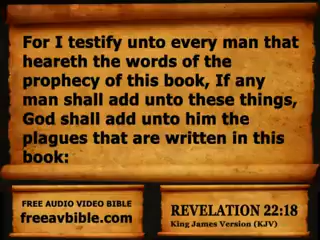 For I testify unto every man that
heareth the words of the
prophecy of this book, If any
man shall add unto these things,
God shall add unto him the
plagues that are written in this
book:
FREE AUDIO VIDEO BIBLE
freeavbible.com
REVELATION 22:18
King James Version (KJV)